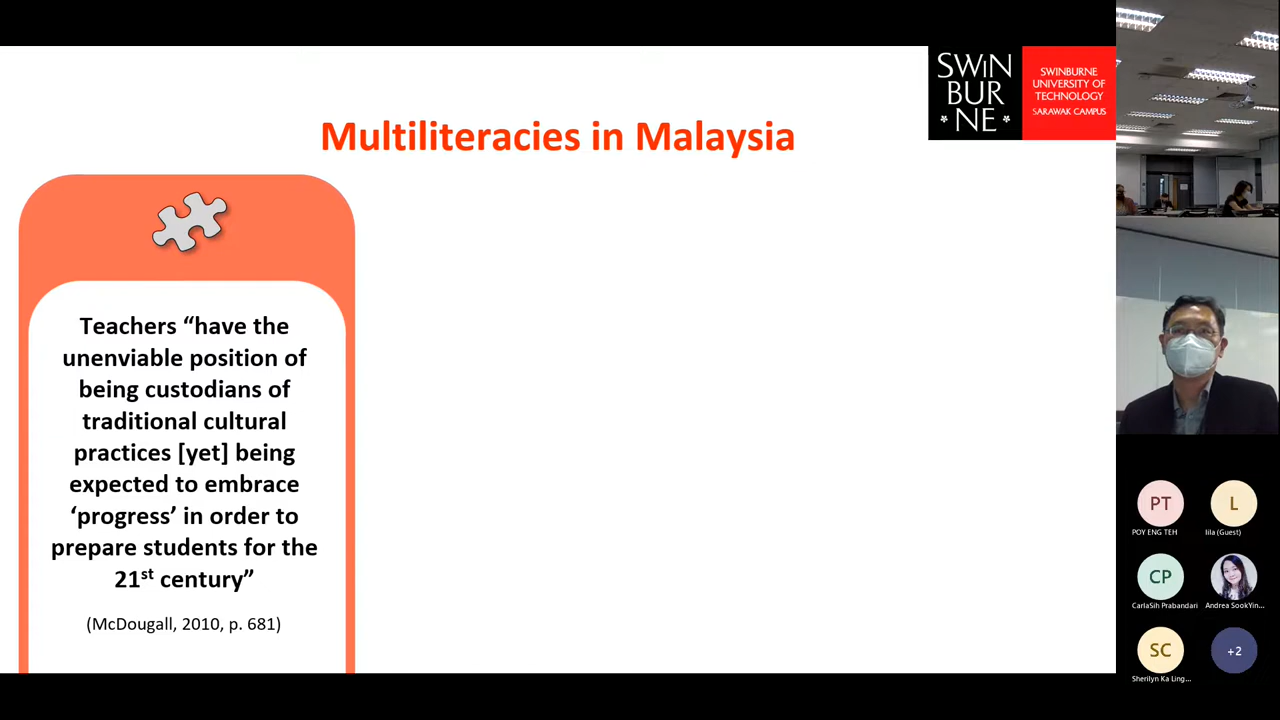 SWiN
BUR
NE
SWINBURNE
UNIVERSITY OF
TECHNOLOGY
SARAWAK CAMPUS
Multiliteracies in Malaysia
Teachers “have the
unenviable position of
being custodians of
traditional cultural
practices [yet] being
expected to embrace
‘progress’ in order to
prepare students for the
21st century”
(McDougall, 2010, p. 681)
PT
POY ENG TEH
L
lila (Guest)
CP
CarlaSih Prabandari
Andrea SookYin...
SC
Sherilyn Ka Ling...
+2